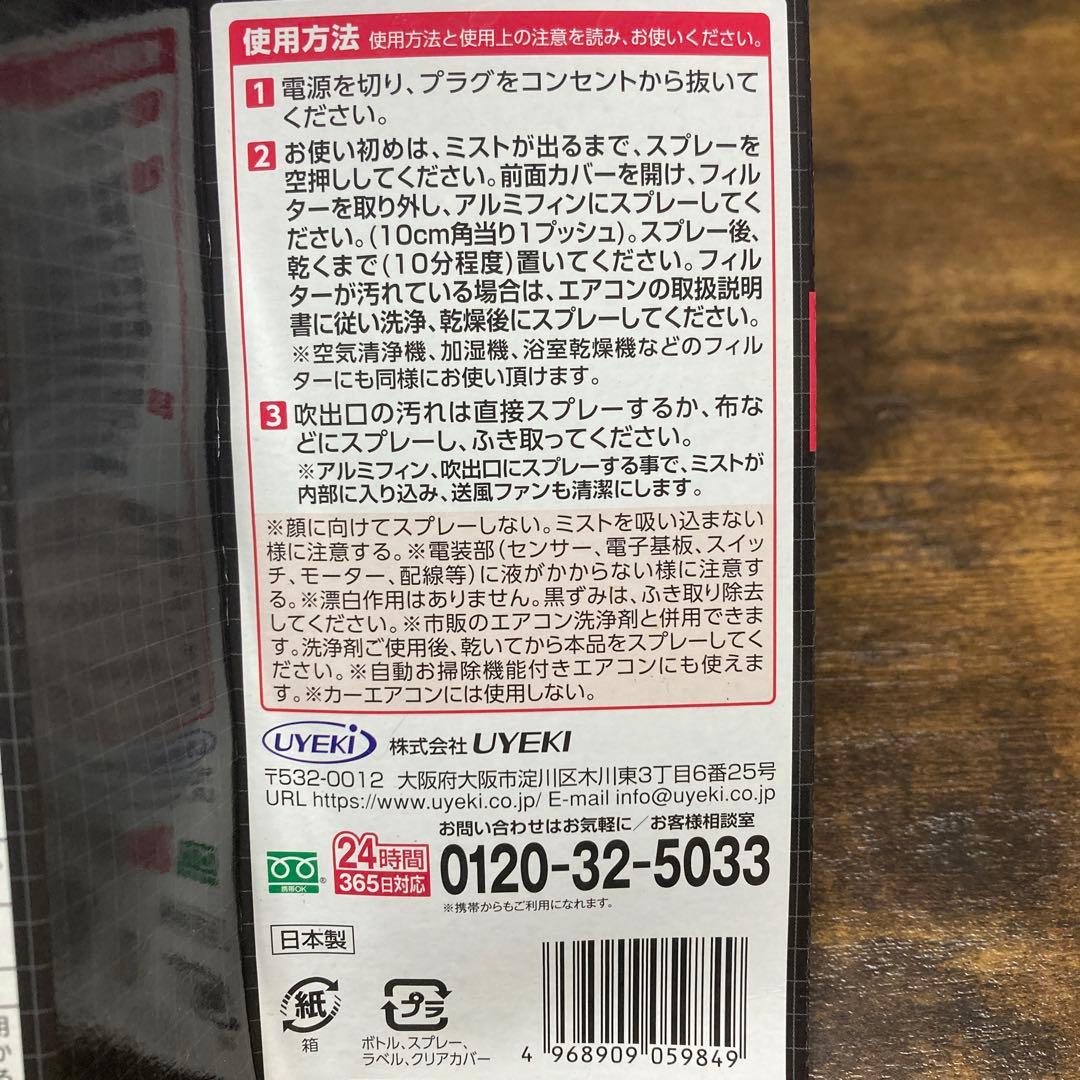 使用方法 使用方法と使用上の注意を読み、お使いください。
1 電源を切り、プラグをコンセントから抜いて
ください。
2 お使い初めは、ミストが出るまで、スプレーを
空押ししてください。前面カバーを開け、フィル
ターを取り外し、アルミフィンにスプレーしてく
ださい。(10cm角当り1プッシュ)。スプレー後、
乾くまで(10分程度)置いてください。フィル
ターが汚れている場合は、エアコンの取扱説明
書に従い洗浄、乾燥後にスプレーしてください。
※空気清浄機、加湿機、浴室乾燥機などのフィル
ターにも同様にお使い頂けます。
3 吹出口の汚れは直接スプレーするか、布な
どにスプレーし、ふき取ってください。
※アルミフィン、吹出口にスプレーする事で、ミストが
内部に入り込み、送風ファンも清潔にします。
※顔に向けてスプレーしない。ミストを吸い込まない
様に注意する。※電装部(センサー、電子基板、スイッ
チ、モーター、配線等)に液がかからない様に注意す
る。※漂白作用はありません。黒ずみは、ふき取り除去
してください。※市販のエアコン洗浄剤と併用できま
す。洗浄剤ご使用後、乾いてから本品をスプレーしてく
ださい。※自動お掃除機能付きエアコンにも使えま
す。※カーエアコンには使用しない。
UYEKI 株式会社 UYEKI
〒532-0012 大阪府大阪市淀川区木川東3丁目6番25号
URL https://www.uyeki.co.jp/ E-mail info@uyeki.co.jp
お問い合わせはお気軽に／お客様相談室
携帯OK
24時間
365日対応
0120-32-5033
※携帯からもご利用になれます。
日本製
紙
箱
プラ
ボトル、スプレー、
ラベル、クリアカバー
4 968909 059849